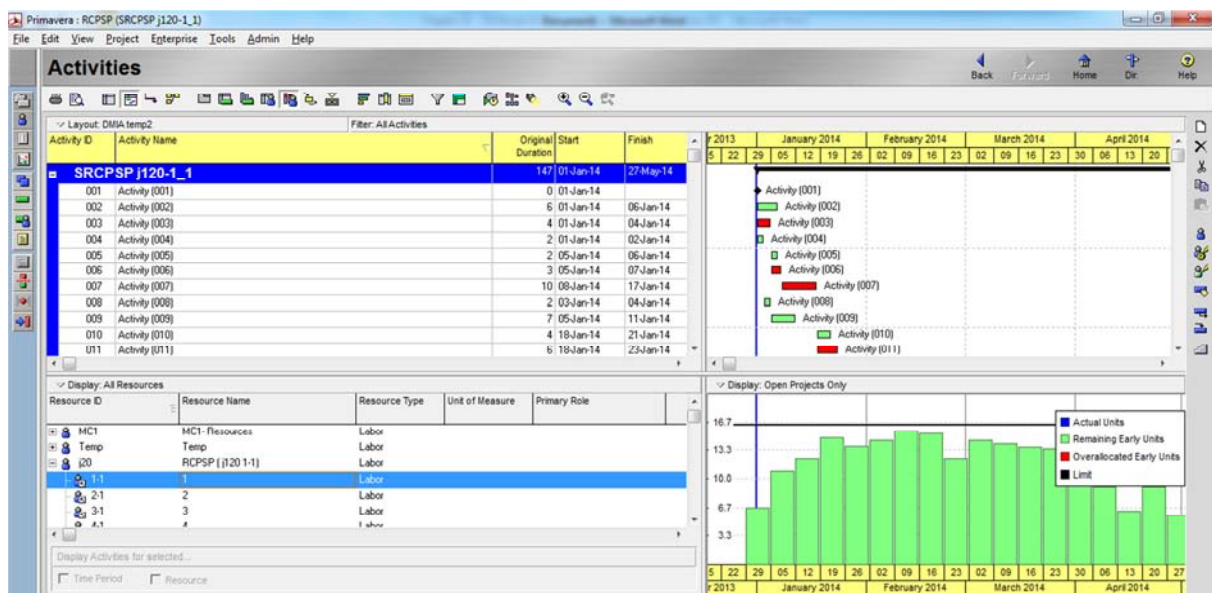 Primavera : RCPSP (SRCPSP j120-1_1)
File Edit View Project Enterprise Tools Admin Help
Activities
Back Forward Home Dir. Help
Layout: DMIA temp2 Filter: All Activities
Activity ID Activity Name Original Duration Start Finish
r 2013 January 2014 February 2014 March 2014 April 2014
5 22 29 05 12 19 26 02 09 16 23 02 09 16 23 30 06 13 20
SRCPSP j120-1_1 147 01-Jan-14 27-May-14
001 Activity (001) 0 01-Jan-14 Activity (001)
002 Activity (002) 6 01-Jan-14 06-Jan-14 Activity (002)
003 Activity (003) 4 01-Jan-14 04-Jan-14 Activity (003)
004 Activity (004) 2 01-Jan-14 02-Jan-14 Activity (004)
005 Activity (005) 2 05-Jan-14 06-Jan-14 Activity (005)
006 Activity (006) 3 05-Jan-14 07-Jan-14 Activity (006)
007 Activity (007) 10 08-Jan-14 17-Jan-14 Activity (007)
008 Activity (008) 2 03-Jan-14 04-Jan-14 Activity (008)
009 Activity (009) 7 05-Jan-14 11-Jan-14 Activity (009)
010 Activity (010) 4 18-Jan-14 21-Jan-14 Activity (010)
011 Activity (011) 6 18-Jan-14 23-Jan-14 Activity (011)
Display: All Resources
Resource ID Resource Name Resource Type Unit of Measure Primary Role
MC1 MC1- Resources Labor
Temp Temp Labor
j20 RCPSP ( j120 1-1) Labor
1-1 1 Labor
2-1 2 Labor
3-1 3 Labor
4-1 4 Labor
Display Activities for selected...
Time Period Resource
Display: Open Projects Only
16.7
13.3
10.0
6.7
3.3
Actual Units
Remaining Early Units
Overallocated Early Units
Limit
5 22 29 05 12 19 26 02 09 16 23 02 09 16 23 30 06 13 20 27
r 2013 January 2014 February 2014 March 2014 April 2014